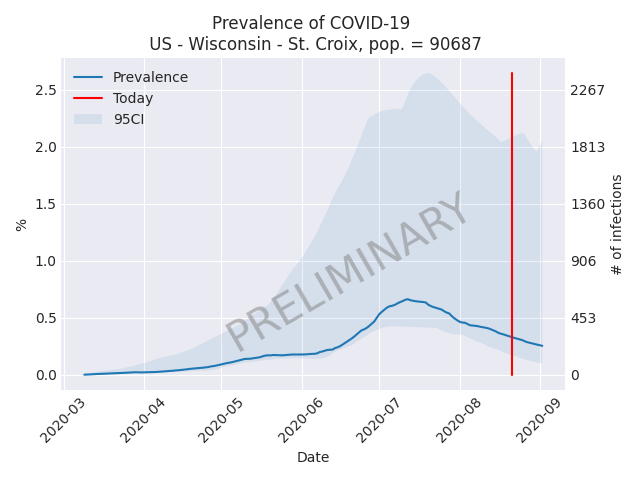 Prevalence of COVID-19
US - Wisconsin - St. Croix, pop. = 90687
Prevalence
Today
95CI
2.5
2.0
1.5
1.0
0.5
0.0
%
2267
1813
1360
906
453
0
# of infections
PRELIMINARY
2020-03
2020-04
2020-05
2020-06
2020-07
2020-08
2020-09
Date